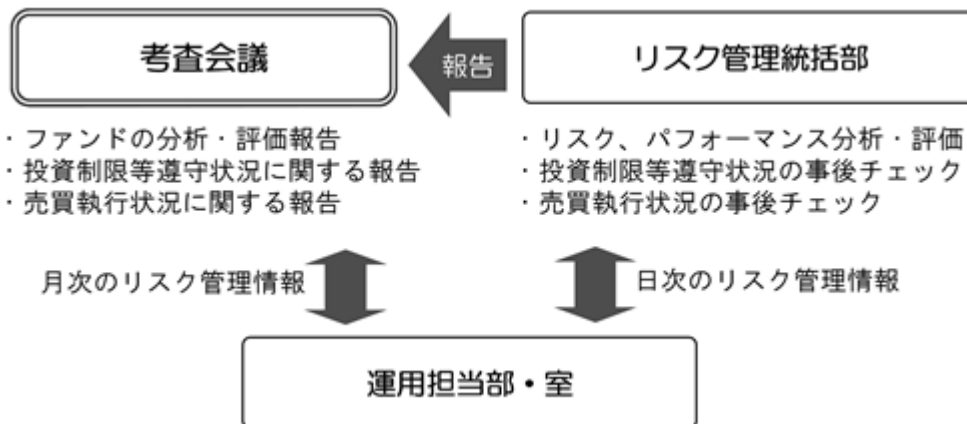 考査会議
報告
リスク管理統括部
・ファンドの分析・評価報告
・投資制限等遵守状況に関する報告
・売買執行状況に関する報告
・リスク、パフォーマンス分析・評価
・投資制限等遵守状況の事後チェック
・売買執行状況の事後チェック
月次のリスク管理情報
日次のリスク管理情報
運用担当部・室